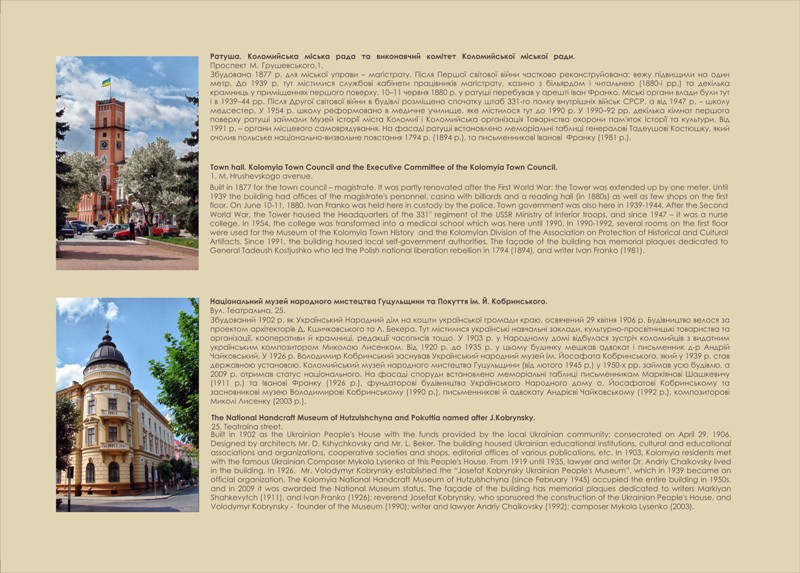 Ратуша. Коломийська міська рада та виконавчий комітет Коломийської міської ради.
Проспект М. Грушевського,1.
Збудована 1877 р. для міської управи – магістрату. Після Першої світової війни частково реконструйована: вежу підвищили на один
метр. До 1939 р. тут містилися службові кабінети працівників магістрату, казино з більярдом і читальнею (1880-і рр.) та декілька
крамниць у приміщеннях першого поверху. 10–11 червня 1880 р. у ратуші перебував у арешті Іван Франко. Міські органи влади були тут
і в 1939–44 рр. Після Другої світової війни в будівлі розміщено спочатку штаб 331-го полку внутрішніх військ СРСР, а від 1947 р. – школу
медсестер. У 1954 р. школу реформовано в медичне училище, яке містилося тут до 1990 р. У 1990–92 рр. декілька кімнат першого
поверху ратуші займали Музей історії міста Коломиї і Коломийська організація Товариства охорони пам'яток історії та культури. Від
1991 р. – органи місцевого самоврядування. На фасаді ратуші встановлено меморіальні таблиці генералові Тадеушові Костюшку, який
очолив польське національно-визвольне повстання 1794 р. (1894 р.), та письменникові Іванові Франку (1981 р.).
Town hall. Kolomyia Town Council and the Executive Committee of the Kolomyia Town Council.
1, M. Hrushevskogo avenue.
Built in 1877 for the town council – magistrate. It was partly renovated after the First World War: the Tower was extended up by one meter. Until
1939 the building had offices of the magistrate's personnel, casino with billiards and a reading hall (in 1880s) as well as few shops on the first
floor. On June 10-11, 1880, Ivan Franko was held here in custody by the police. Town government was also here in 1939-1944. After the Second
World War, the Tower housed the Headquarters of the 331st regiment of the USSR Ministry of Interior troops, and since 1947 – it was a nurse
college. In 1954, the college was transformed into a medical school which was here until 1990. In 1990-1992, several rooms on the first floor
were used for the Museum of the Kolomyia Town History and the Kolomyian Division of the Association on Protection of Historical and Cultural
Artifacts. Since 1991, the building housed local self-government authorities. The façade of the building has memorial plaques dedicated to
General Tadeush Kostjushko who led the Polish national liberation rebellion in 1794 (1894), and writer Ivan Franko (1981).
Національний музей народного мистецтва Гуцульщини та Покуття ім. Й. Кобринського.
Вул. Театральна, 25.
Збудований 1902 р. як Український Народний дім на кошти української громади краю, освячений 29 квітня 1906 р. Будівництво велося за
проектом архітекторів Д. Кшичковського та Л. Бекера. Тут містилися українські навчальні заклади, культурно-просвітницькі товариства та
організації, кооперативи й крамниці, редакції часописів тощо. У 1903 р. у Народному домі відбулася зустріч коломийців з видатним
українським композитором Миколою Лисенком. Від 1920 р. до 1935 р. у цьому будинку мешкав адвокат і письменник д-р Андрій
Чайковський. У 1926 р. Володимир Кобринський заснував Український народний музей ім. Йосафата Кобринського, який у 1939 р. став
державною установою. Коломийський музей народного мистецтва Гуцульщини (від лютого 1945 р.) у 1950-х рр. займав усю будівлю, а
2009 р. отримав статус національного. На фасаді споруди встановлено меморіальні таблиці письменникам Маркіянові Шашкевичу
(1911 р.) та Іванові Франку (1926 р.), фундаторові будівництва Українського Народного дому о. Йосафатові Кобринському та
засновникові музею Володимирові Кобринському (1990 р.), письменникові й адвокату Андрієві Чайковському (1992 р.), композиторові
Миколі Лисенку (2003 р.).
The National Handcraft Museum of Hutzulshchyna and Pokuttia named after J.Kobrynsky.
25, Teatralna street.
Built in 1902 as the Ukrainian People's House with the funds provided by the local Ukrainian community; consecrated on April 29, 1906.
Designed by architects Mr. D. Kshychkovsky and Mr. L. Beker. The building housed Ukrainian educational institutions, cultural and educational
associations and organizations, cooperative societies and shops, editorial offices of various publications, etc. In 1903, Kolomyia residents met
with the famous Ukrainian Composer Mykola Lysenko at this People's House. From 1919 until 1935, lawyer and writer Dr. Andriy Chaikovsky lived
in the building. In 1926, Mr. Volodymyr Kobrynsky established the “Josefat Kobrynsky Ukrainian People's Museum”, which in 1939 became an
official organization. The Kolomyia National Handcraft Museum of Hutzulshchyna (since February 1945) occupied the entire building in 1950s,
and in 2009 it was awarded the National Museum status. The façade of the building has memorial plaques dedicated to writers Markiyan
Shahkevytch (1911), and Ivan Franko (1926); reverend Josefat Kobrynsky, who sponsored the construction of the Ukrainian People's House, and
Volodymyr Kobrynsky - founder of the Museum (1990); writer and lawyer Andriy Chaikovsky (1992); composer Mykola Lysenko (2003).